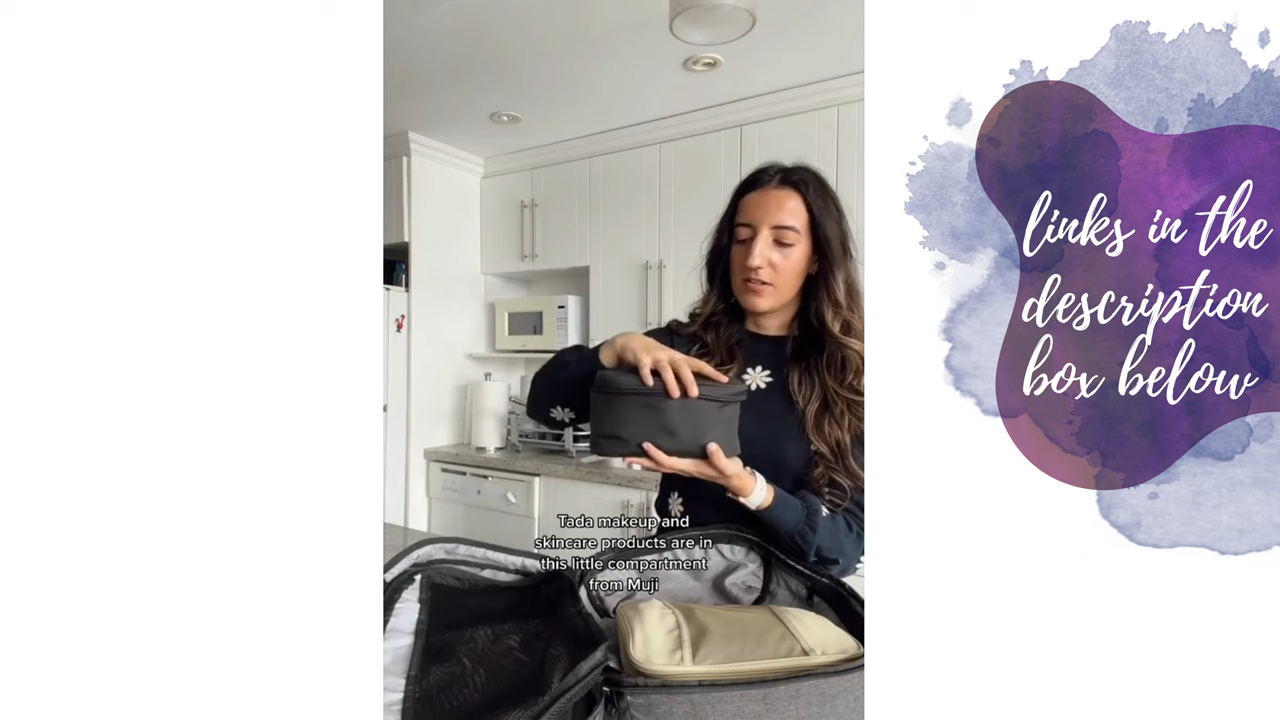 Tada makeup and
skincare products are in
this little compartment
from Muji
links in the
description
box below